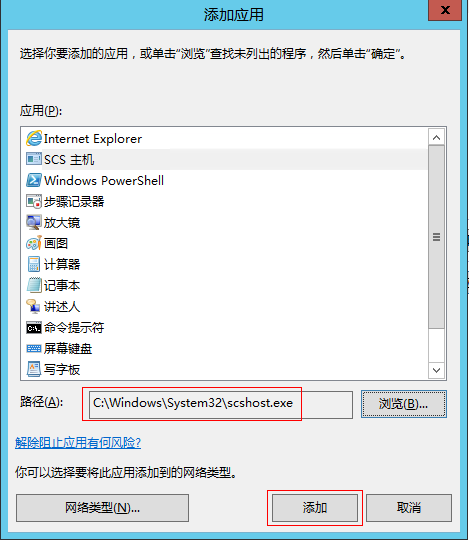 添加应用
x
选择你要添加的应用，或单击“浏览”查找未列出的程序，然后单击“确定”。
应用(P):
Internet Explorer
SCS 主机
Windows PowerShell
步骤记录器
放大镜
画图
计算器
记事本
讲述人
命令提示符
屏幕键盘
写字板
路径(A): C:\Windows\System32\scshost.exe 浏览(B)...
解除阻止应用有何风险?
你可以选择要将此应用添加到的网络类型。
网络类型(N)... 添加 取消